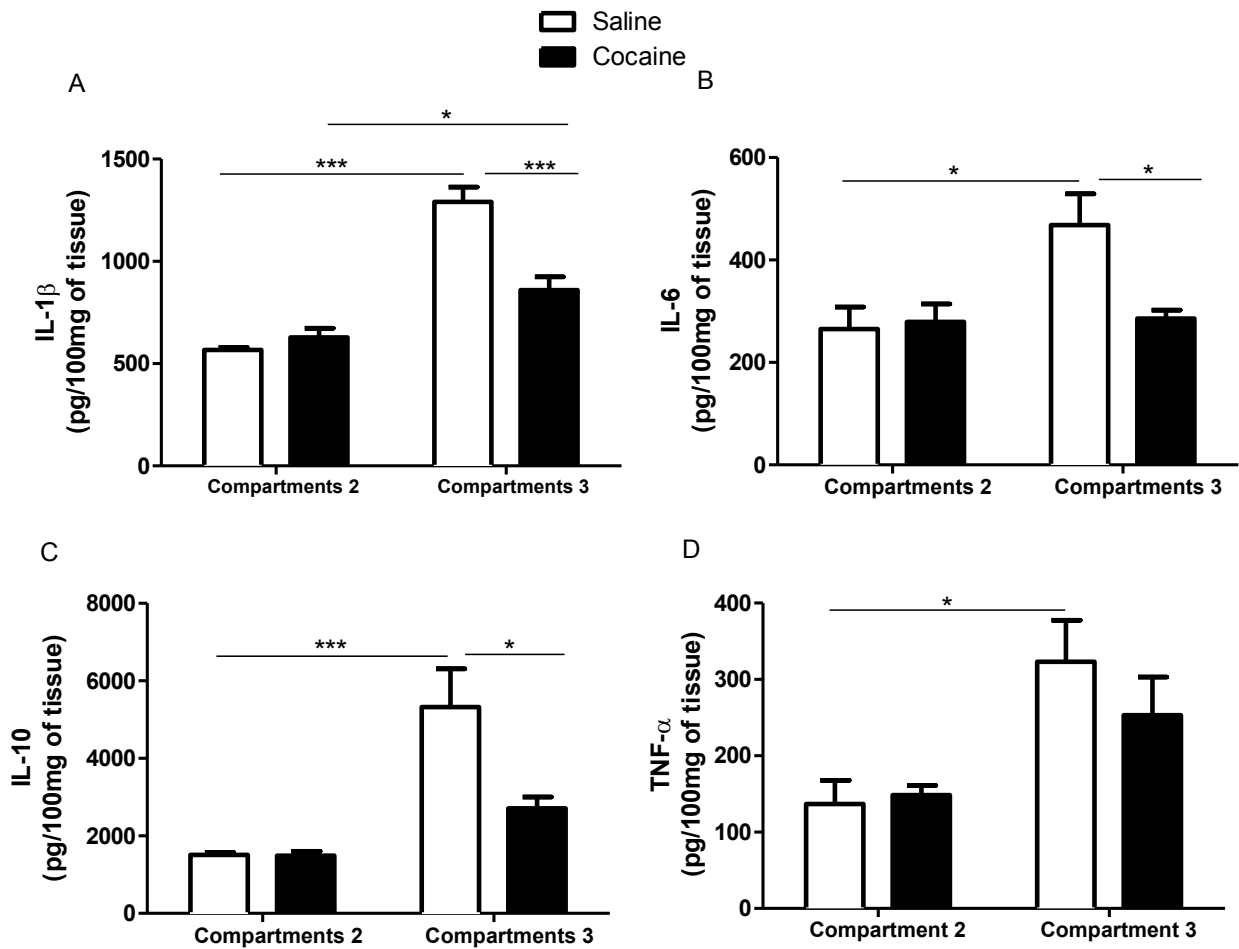 Saline
Cocaine
A
*
***
***
1500
1000
500
0
IL-1β
(pg/100mg of tissue)
Compartments 2
Compartments 3
B
*
*
600
400
200
0
IL-6
(pg/100mg of tissue)
Compartments 2
Compartments 3
C
***
*
8000
6000
4000
2000
0
IL-10
(pg/100mg of tissue)
Compartments 2
Compartments 3
D
*
400
300
200
100
0
TNF-α
(pg/100mg of tissue)
Compartment 2
Compartment 3